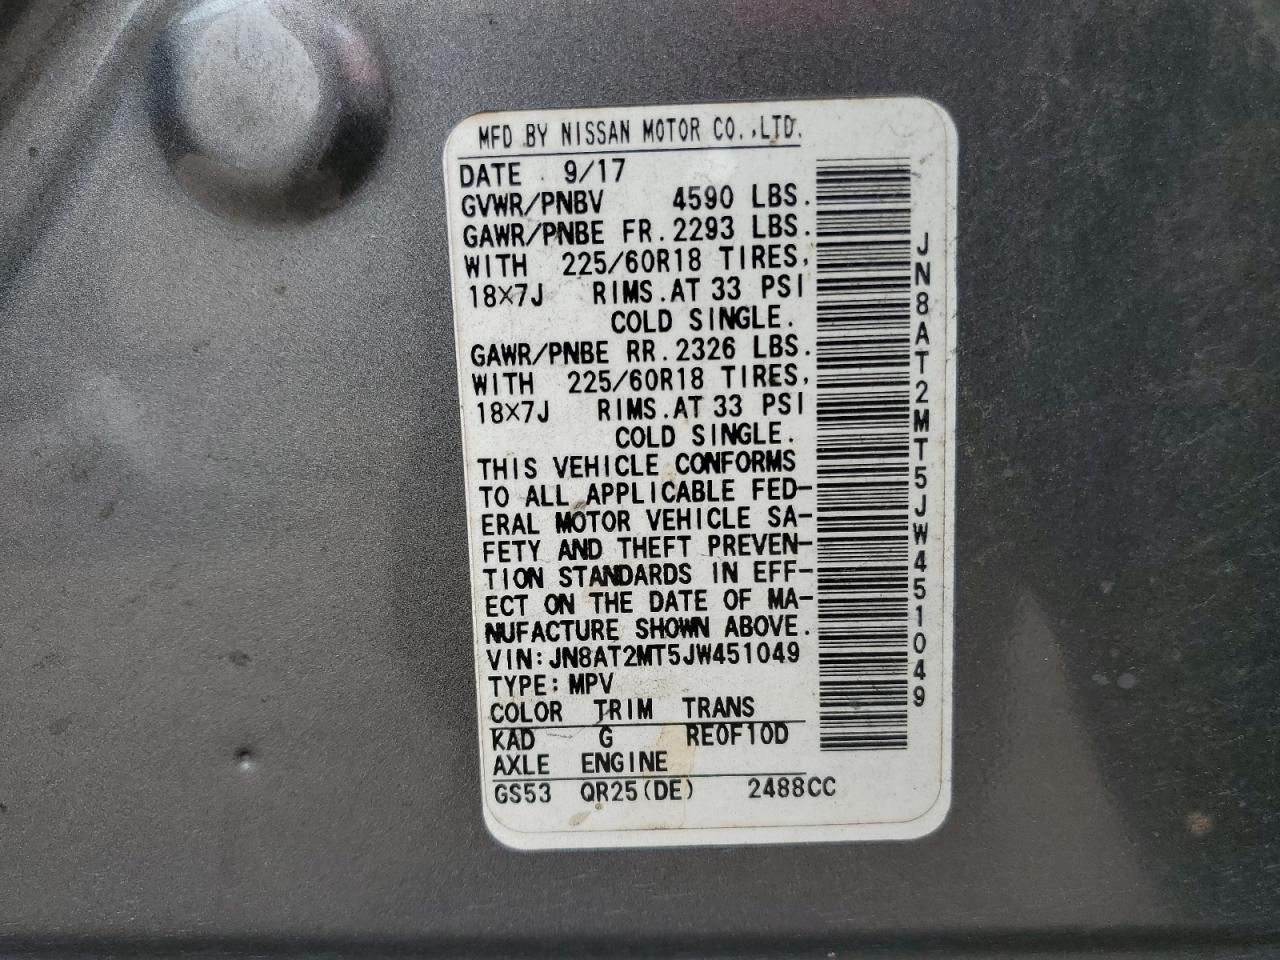 MFD BY NISSAN MOTOR CO.,LTD.
DATE 9/17
GVWR/PNBV 4590 LBS.
GAWR/PNBE FR.2293 LBS.
WITH 225/60R18 TIRES,
18X7J RIMS.AT 33 PSI
COLD SINGLE.
GAWR/PNBE RR.2326 LBS.
WITH 225/60R18 TIRES,
18X7J RIMS.AT 33 PSI
COLD SINGLE.
THIS VEHICLE CONFORMS
TO ALL APPLICABLE FED-
ERAL MOTOR VEHICLE SA-
FETY AND THEFT PREVEN-
TION STANDARDS IN EFF-
ECT ON THE DATE OF MA-
NUFACTURE SHOWN ABOVE.
VIN:JN8AT2MT5JW451049
TYPE:MPV
COLOR TRIM TRANS
KAD G RE0F10D
AXLE ENGINE
GS53 QR25(DE) 2488CC
JN8AT2MT5JW451049